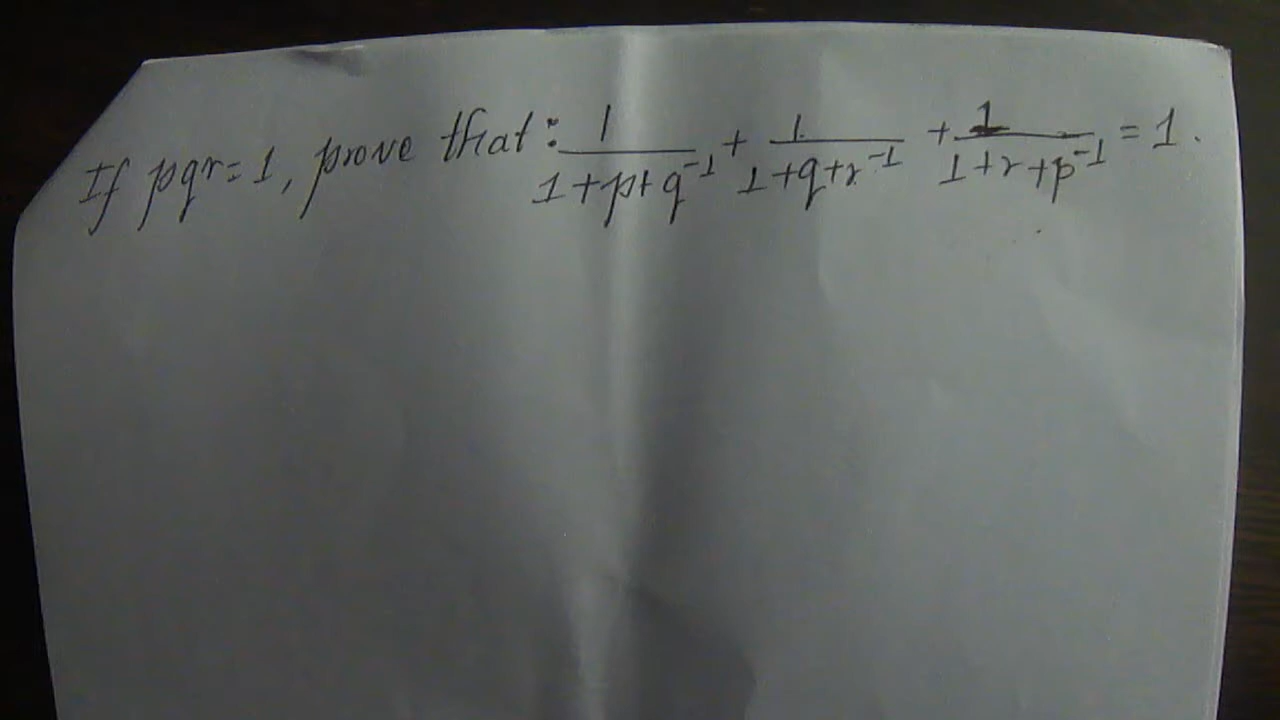 If pqr = 1, prove that: 1/(1+p+q⁻¹) + 1/(1+q+r⁻¹) + 1/(1+r+p⁻¹) = 1.